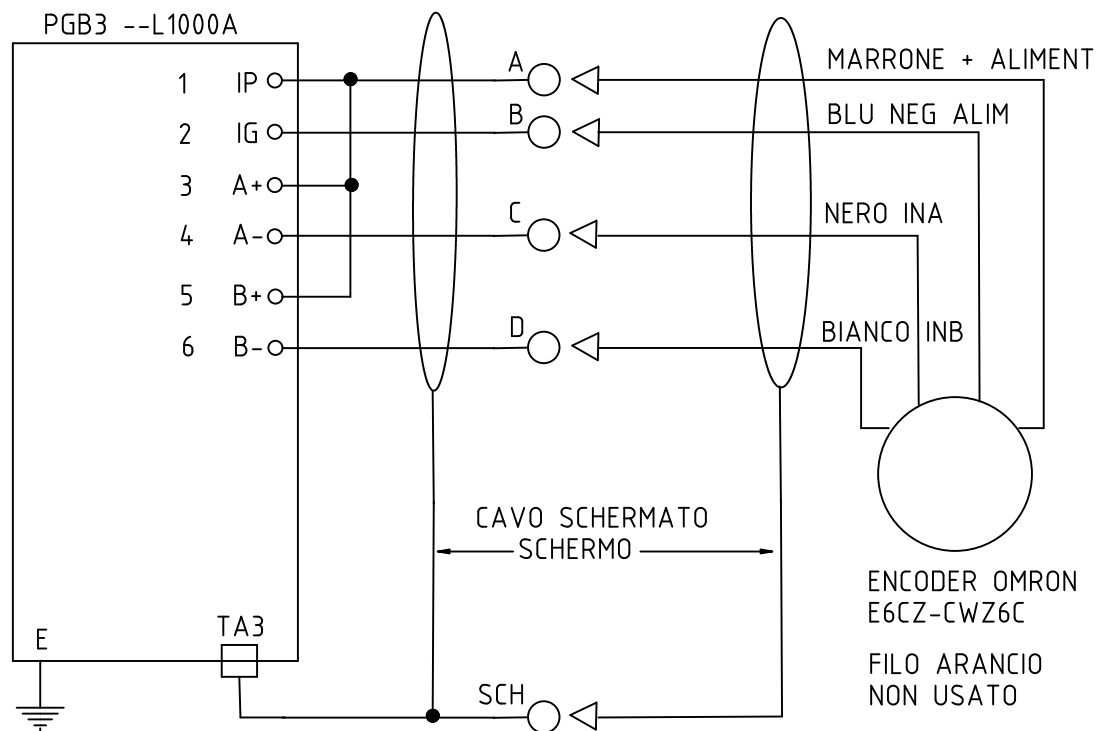 PGB3 --L1000A
1 IP
A
MARRONE + ALIMENT
2 IG
B
BLU NEG ALIM
3 A+
4 A-
C
NERO INA
5 B+
6 B-
D
BIANCO INB
CAVO SCHERMATO
SCHERMO
ENCODER OMRON
E6CZ-CWZ6C
FILO ARANCIO
NON USATO
E
TA3
SCH